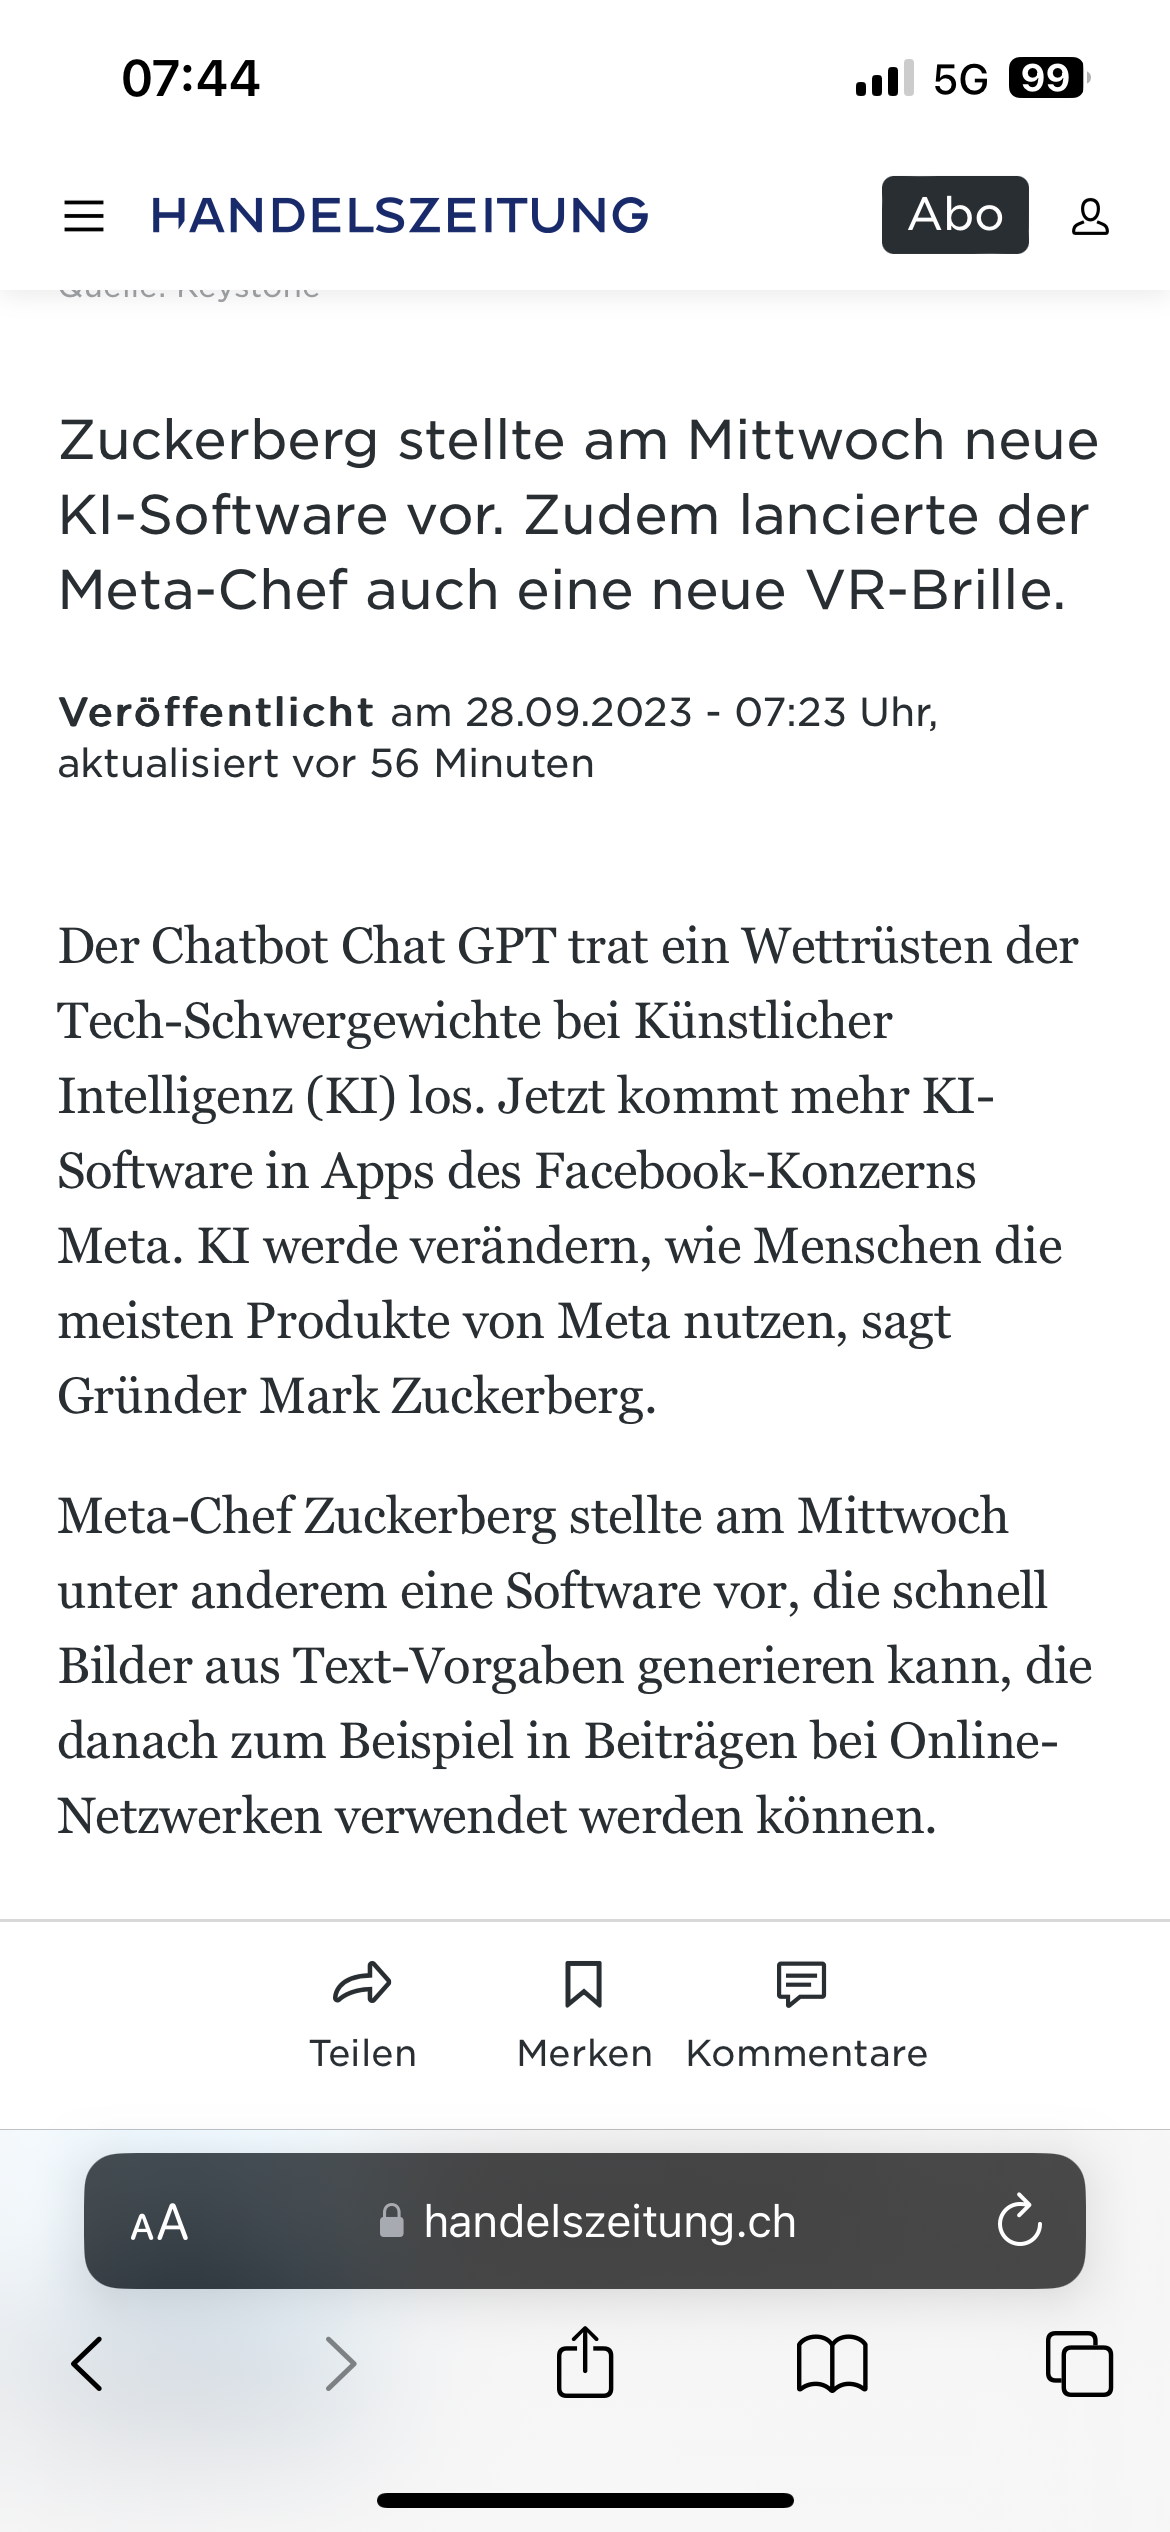 07:44
5G 99
HANDELSZEITUNG
Abo
Quelle: Keystone
Zuckerberg stellte am Mittwoch neue
KI-Software vor. Zudem lancierte der
Meta-Chef auch eine neue VR-Brille.
Veröffentlicht am 28.09.2023 - 07:23 Uhr,
aktualisiert vor 56 Minuten
Der Chatbot Chat GPT trat ein Wettrüsten der
Tech-Schwergewichte bei Künstlicher
Intelligenz (KI) los. Jetzt kommt mehr KI-
Software in Apps des Facebook-Konzerns
Meta. KI werde verändern, wie Menschen die
meisten Produkte von Meta nutzen, sagt
Gründer Mark Zuckerberg.
Meta-Chef Zuckerberg stellte am Mittwoch
unter anderem eine Software vor, die schnell
Bilder aus Text-Vorgaben generieren kann, die
danach zum Beispiel in Beiträgen bei Online-
Netzwerken verwendet werden können.
Teilen
Merken
Kommentare
AA
handelszeitung.ch